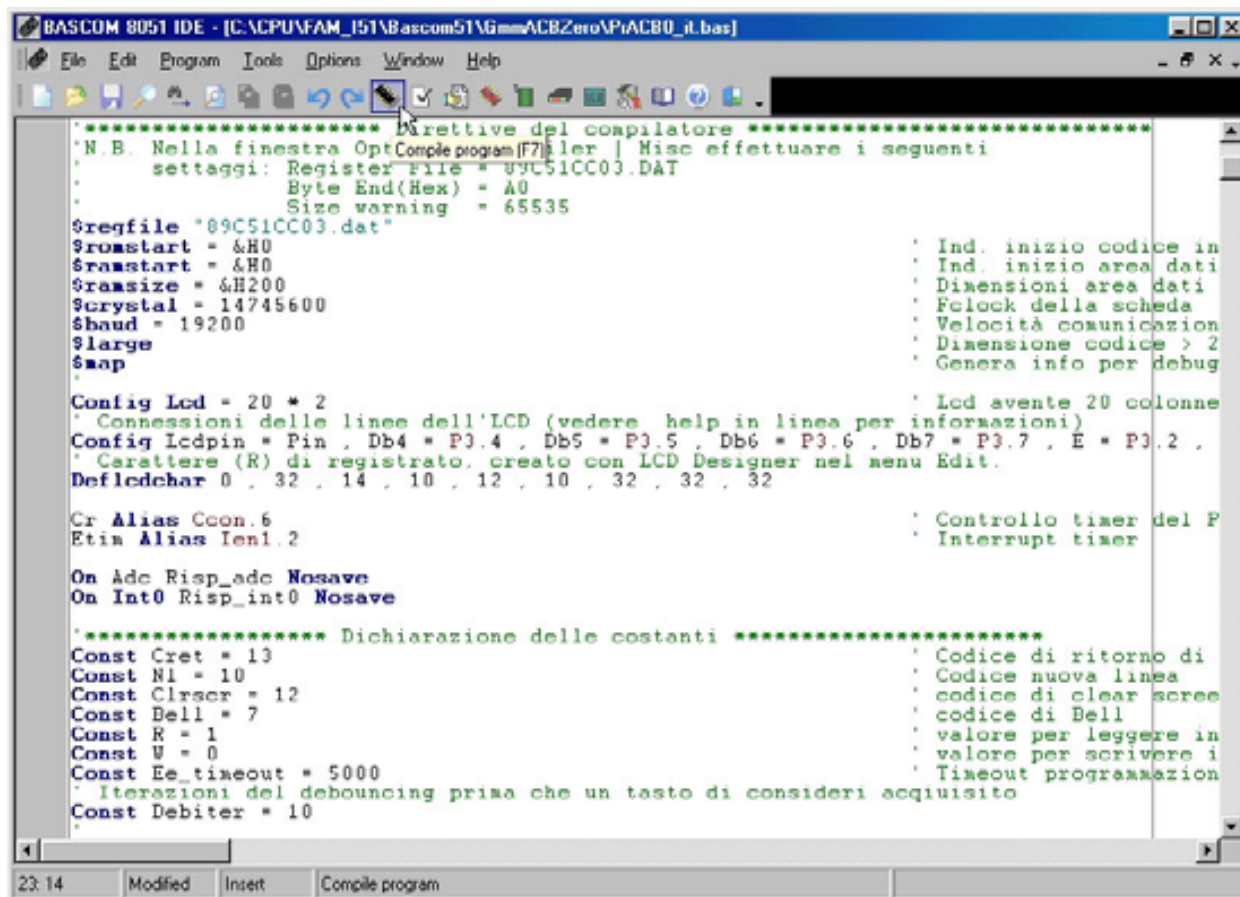 BASCOM 8051 IDE - [C:\CPU\FAM_I51\Bascom51\GmmACBZero\PrACB0_it.bas]
File Edit Program Tools Options Window Help
'********************** Direttive del compilatore ******************************
'N.B. Nella finestra Opt Compile program (F7) iler | Misc effettuare i seguenti
' settaggi: Register File = 89C51CC03.DAT
' Byte End(Hex) = A0
' Size warning = 65535
$regfile "89C51CC03.dat"
$romstart = &H0 ' Ind. inizio codice in
$ramstart = &H0 ' Ind. inizio area dati
$ramsize = &H200 ' Dimensioni area dati
$crystal = 14745600 ' Fclock della scheda
$baud = 19200 ' Velocità comunicazion
$large ' Dimensione codice > 2
$map ' Genera info per debug
'
Config Lcd = 20 * 2 ' Lcd avente 20 colonne
' Connessioni delle linee dell'LCD (vedere help in linea per informazioni)
Config Lcdpin = Pin , Db4 = P3.4 , Db5 = P3.5 , Db6 = P3.6 , Db7 = P3.7 , E = P3.2 ,
' Carattere (R) di registrato, creato con LCD Designer nel menu Edit.
Deflcdchar 0 , 32 , 14 , 10 , 12 , 10 , 32 , 32 , 32
Cr Alias Ccon.6 ' Controllo timer del P
Etim Alias Ien1.2 ' Interrupt timer
On Adc Risp_adc Nosave
On Int0 Risp_int0 Nosave
'****************** Dichiarazione delle costanti ***********************
Const Cret = 13 ' Codice di ritorno di
Const Nl = 10 ' Codice nuova linea
Const Clrscr = 12 ' codice di clear scree
Const Bell = 7 ' codice di Bell
Const R = 1 ' valore per leggere in
Const W = 0 ' valore per scrivere i
Const Ee_timeout = 5000 ' Timeout programmazion
' Iterazioni del debouncing prima che un tasto di consideri acqiuisito
Const Debiter = 10
'
23: 14 Modified Insert Compile program